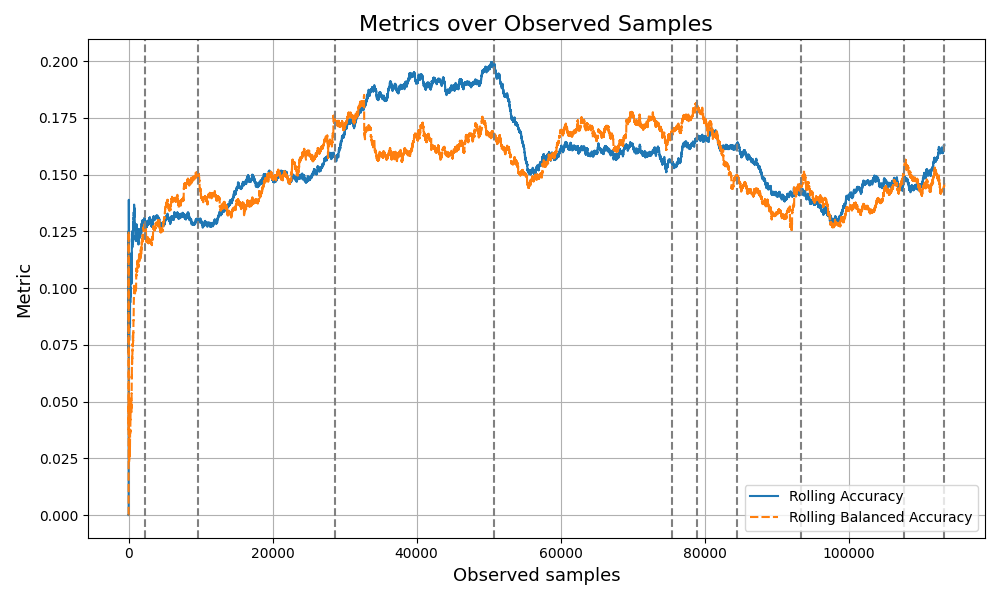 Metrics over Observed Samples
Metric
0.200
0.175
0.150
0.125
0.100
0.075
0.050
0.025
0.000
0 20000 40000 60000 80000 100000
Observed samples
Rolling Accuracy
Rolling Balanced Accuracy